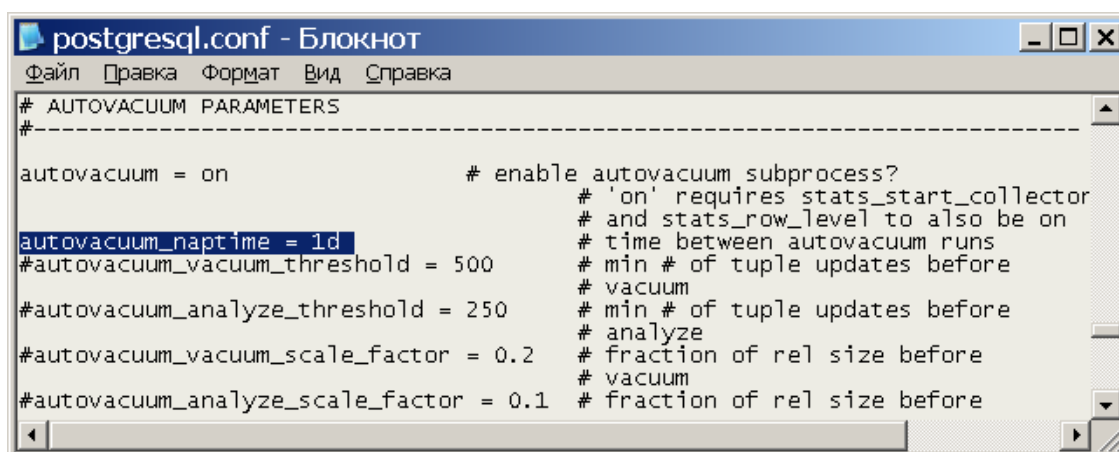 postgresql.conf - Блокнот
Файл Правка Формат Вид Справка
# AUTOVACUUM PARAMETERS
#---------------------------------------------------------------------------
autovacuum = on # enable autovacuum subprocess?
# 'on' requires stats_start_collector
# and stats_row_level to also be on
autovacuum_naptime = 1d # time between autovacuum runs
#autovacuum_vacuum_threshold = 500 # min # of tuple updates before
# vacuum
#autovacuum_analyze_threshold = 250 # min # of tuple updates before
# analyze
#autovacuum_vacuum_scale_factor = 0.2 # fraction of rel size before
# vacuum
#autovacuum_analyze_scale_factor = 0.1 # fraction of rel size before